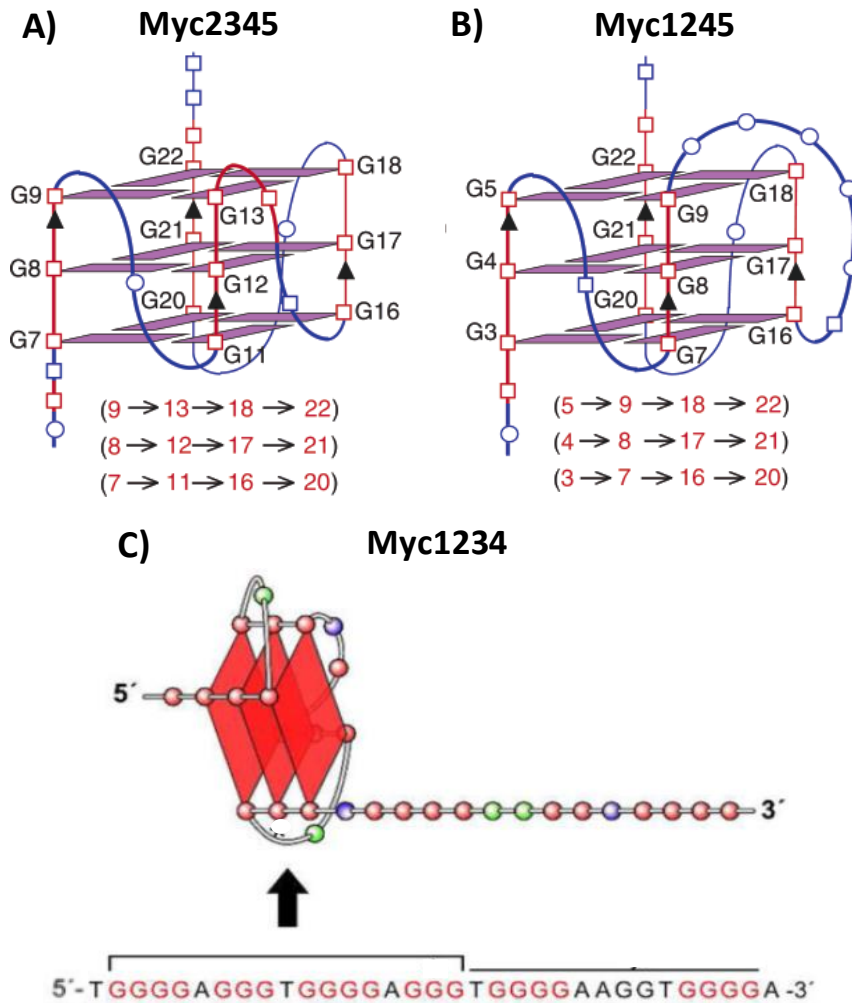 A) Myc2345
G22
G18
G9
G13
G21
G17
G8
G12
G20
G16
G7
G11
(9 → 13 → 18 → 22)
(8 → 12 → 17 → 21)
(7 → 11 → 16 → 20)
B) Myc1245
G22
G5
G18
G9
G21
G4
G17
G8
G20
G3
G16
G7
(5 → 9 → 18 → 22)
(4 → 8 → 17 → 21)
(3 → 7 → 16 → 20)
C) Myc1234
5´
3´
5´-TGGGGAGGGTGGGGAGGGTGGGGAAGGTGGGGA-3´